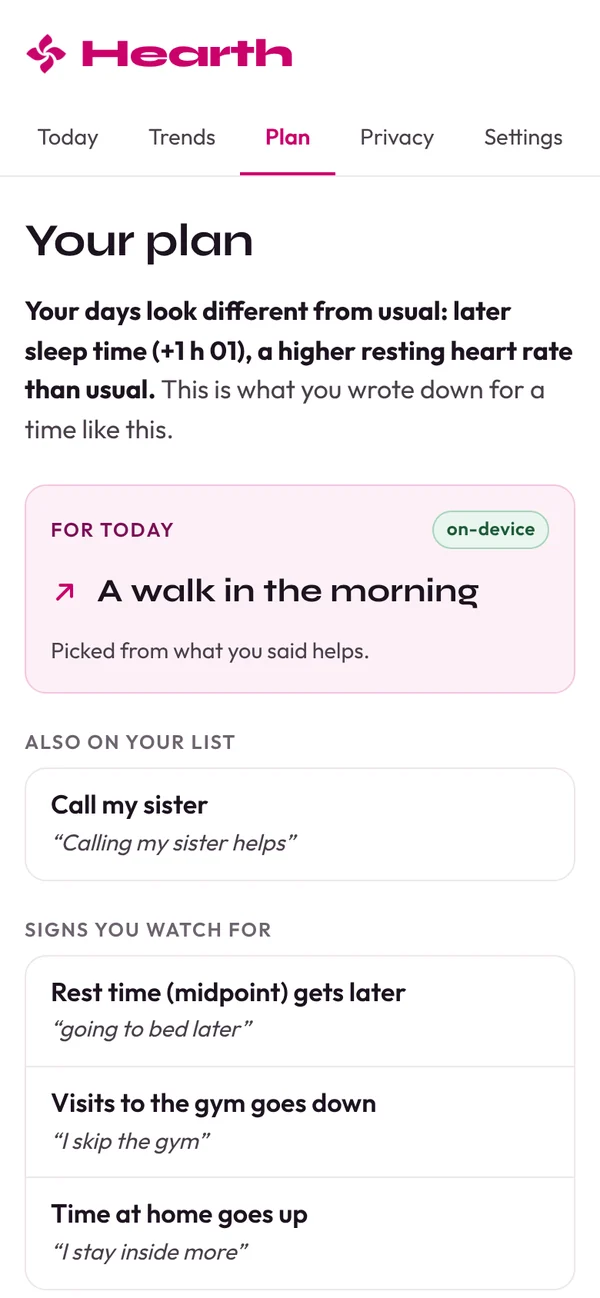 Hearth
Today Trends Plan Privacy Settings
Your plan
Your days look different from usual: later
sleep time (+1 h 01), a higher resting heart rate
than usual. This is what you wrote down for a
time like this.
FOR TODAY
on-device
A walk in the morning
Picked from what you said helps.
ALSO ON YOUR LIST
Call my sister
“Calling my sister helps”
SIGNS YOU WATCH FOR
Rest time (midpoint) gets later
“going to bed later”
Visits to the gym goes down
“I skip the gym”
Time at home goes up
“I stay inside more”